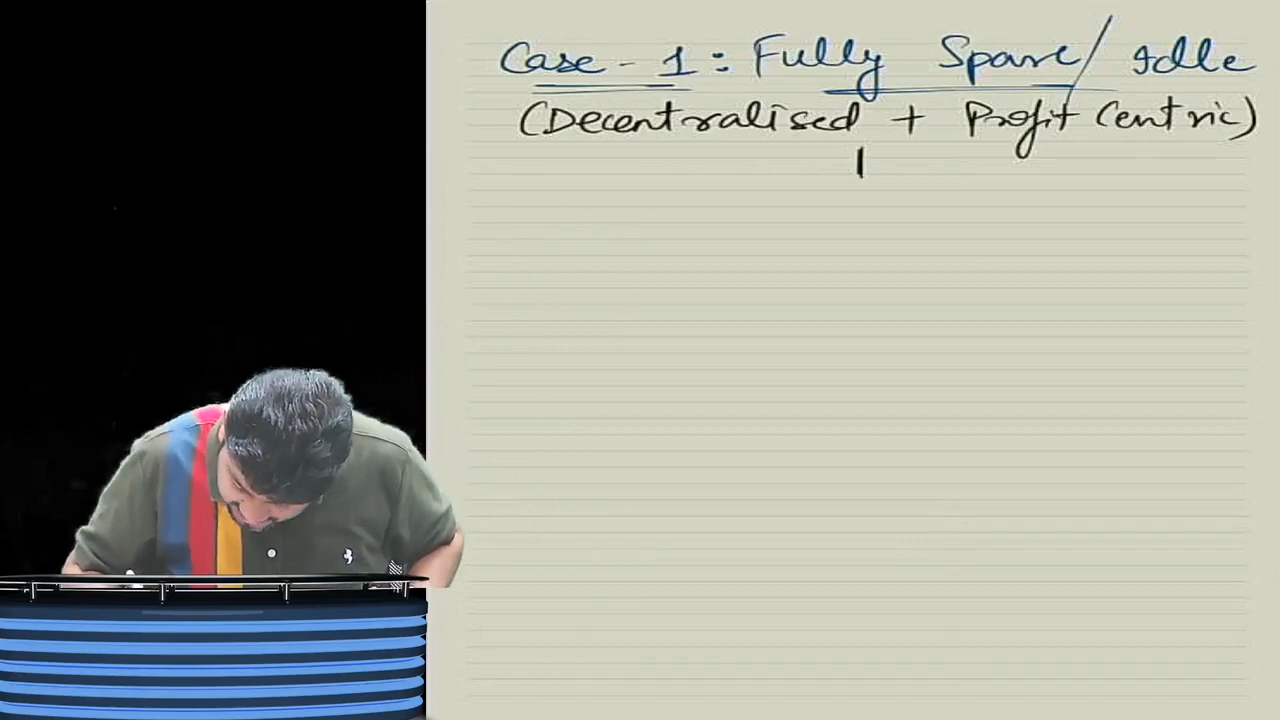 Case - 1 : Fully Spare / Idle
(Decentralised + Profit Centric)